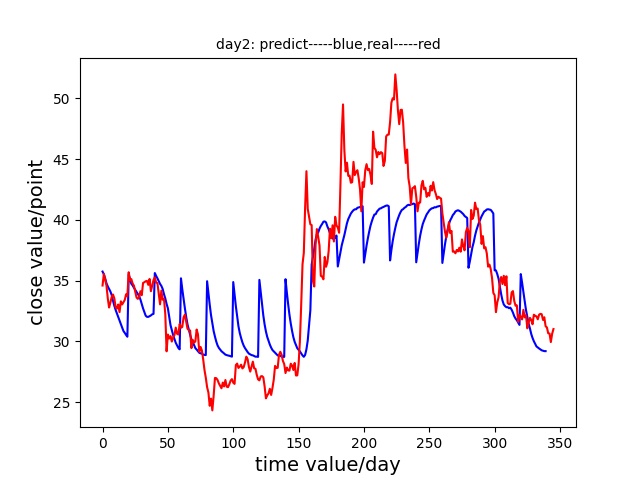 day2: predict-----blue,real-----red
close value/point
50
45
40
35
30
25
0 50 100 150 200 250 300 350
time value/day